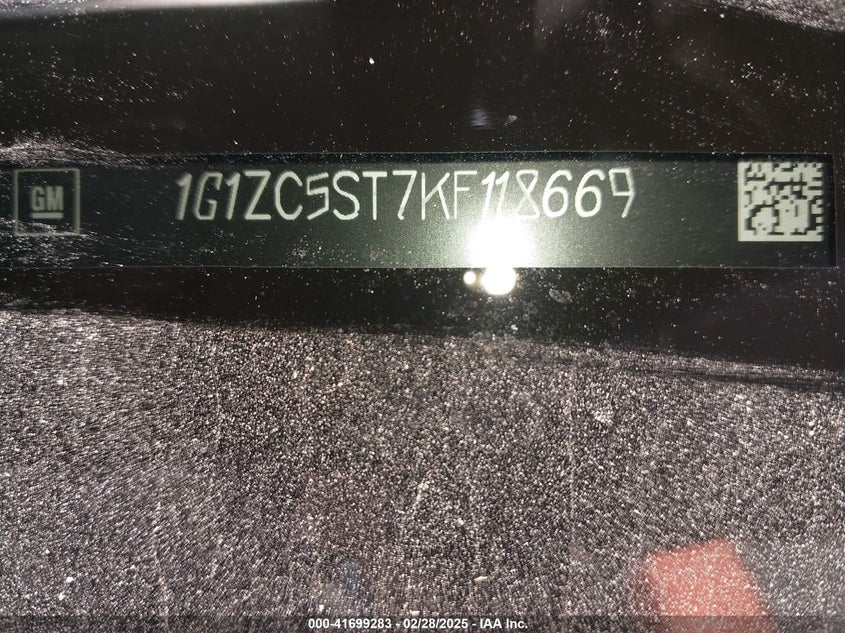 GM 1G1ZC5ST7KF118669
000-41699283 - 02/28/2025 - IAA Inc.